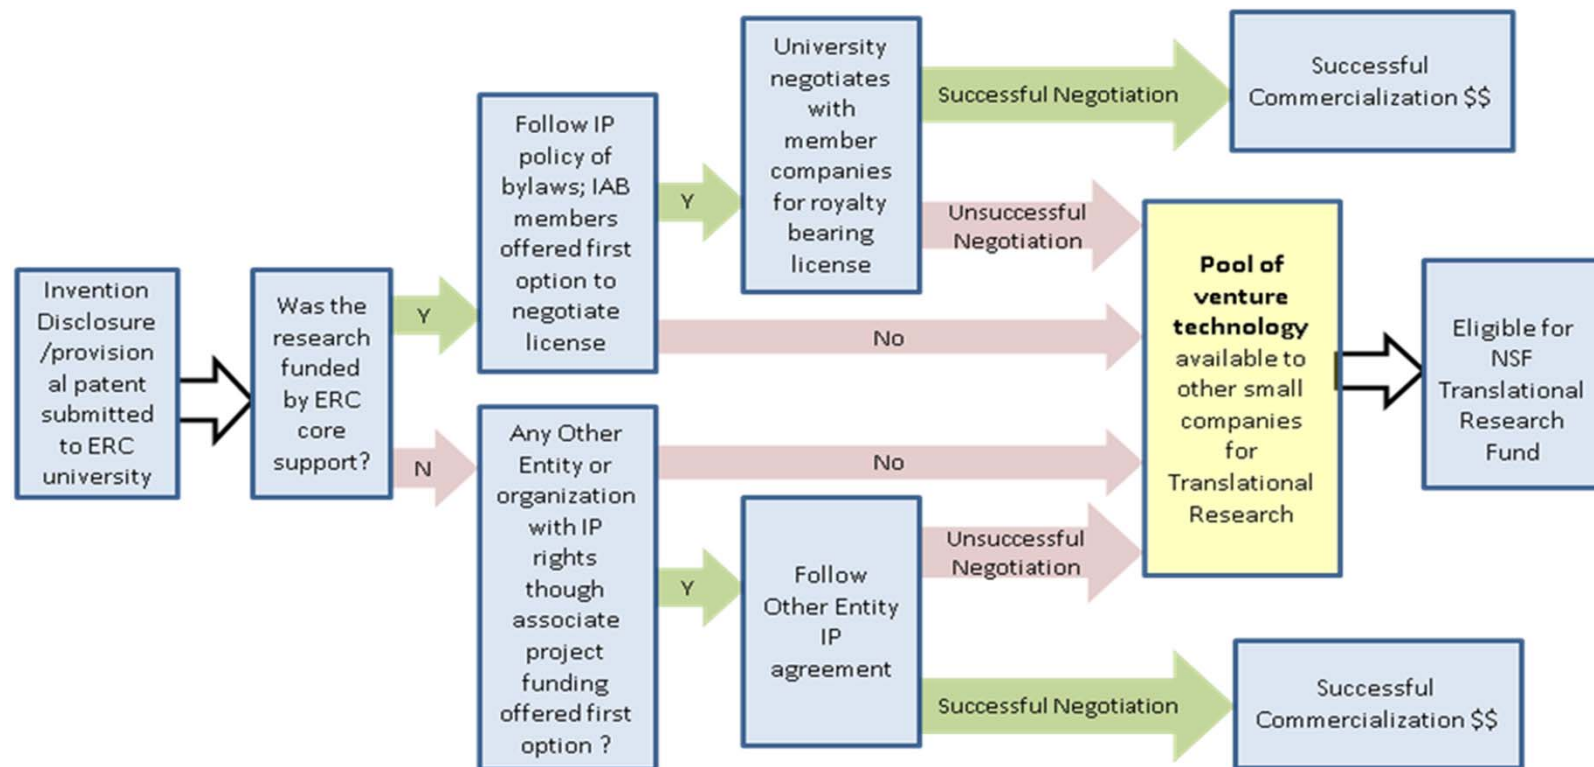 Invention
Disclosure
/provision
al patent
submitted
to ERC
university
Was the
research
funded
by ERC
core
support?
Y
N
Follow IP
policy of
bylaws; IAB
members
offered first
option to
negotiate
license
Any Other
Entity or
organization
with IP
rights though
associate
project
funding
offered first
option ?
Y
No
No
Y
University
negotiates
with
member
companies
for royalty
bearing
license
Follow
Other Entity
IP
agreement
Successful Negotiation
Unsuccessful
Negotiation
Unsuccessful
Negotiation
Successful Negotiation
Successful
Commercialization $$
Pool of
venture
technology
available to
other small
companies
for
Translational
Research
Successful
Commercialization $$
Eligible for
NSF
Translational
Research
Fund